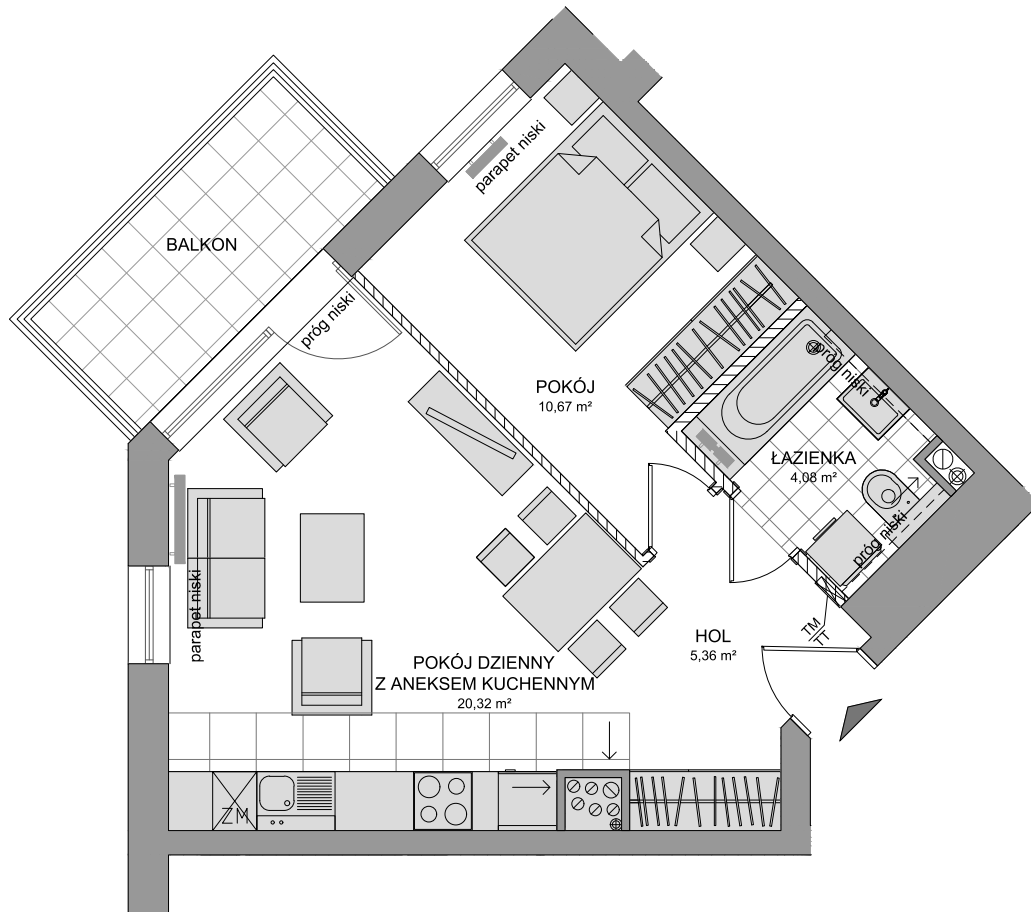 parapet niski
BALKON
próg niski
POKÓJ
10,67 m²
próg niski
ŁAZIENKA
4,08 m²
próg niski
parapet niski
TM
TT
HOL
5,36 m²
POKÓJ DZIENNY
Z ANEKSEM KUCHENNYM
20,32 m²
ZM